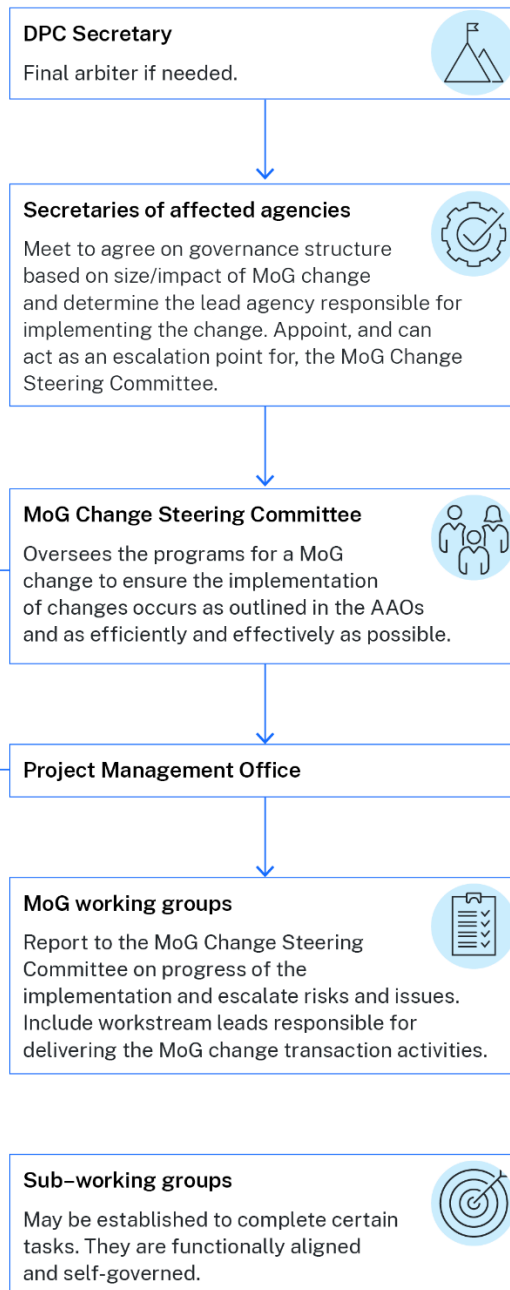 DPC Secretary
Final arbiter if needed.
Secretaries of affected agencies
Meet to agree on governance structure
based on size/impact of MoG change
and determine the lead agency responsible for
implementing the change. Appoint, and can
act as an escalation point for, the MoG Change
Steering Committee.
MoG Change Steering Committee
Oversees the programs for a MoG
change to ensure the implementation
of changes occurs as outlined in the AAOs
and as efficiently and effectively as possible.
Project Management Office
MoG working groups
Report to the MoG Change Steering
Committee on progress of the
implementation and escalate risks and issues.
Include workstream leads responsible for
delivering the MoG change transaction activities.
Sub–working groups
May be established to complete certain
tasks. They are functionally aligned
and self-governed.